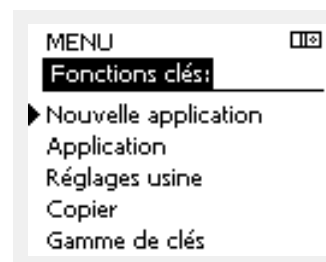 MENU
Fonctions clés:
Nouvelle application
Application
Réglages usine
Copier
Gamme de clés